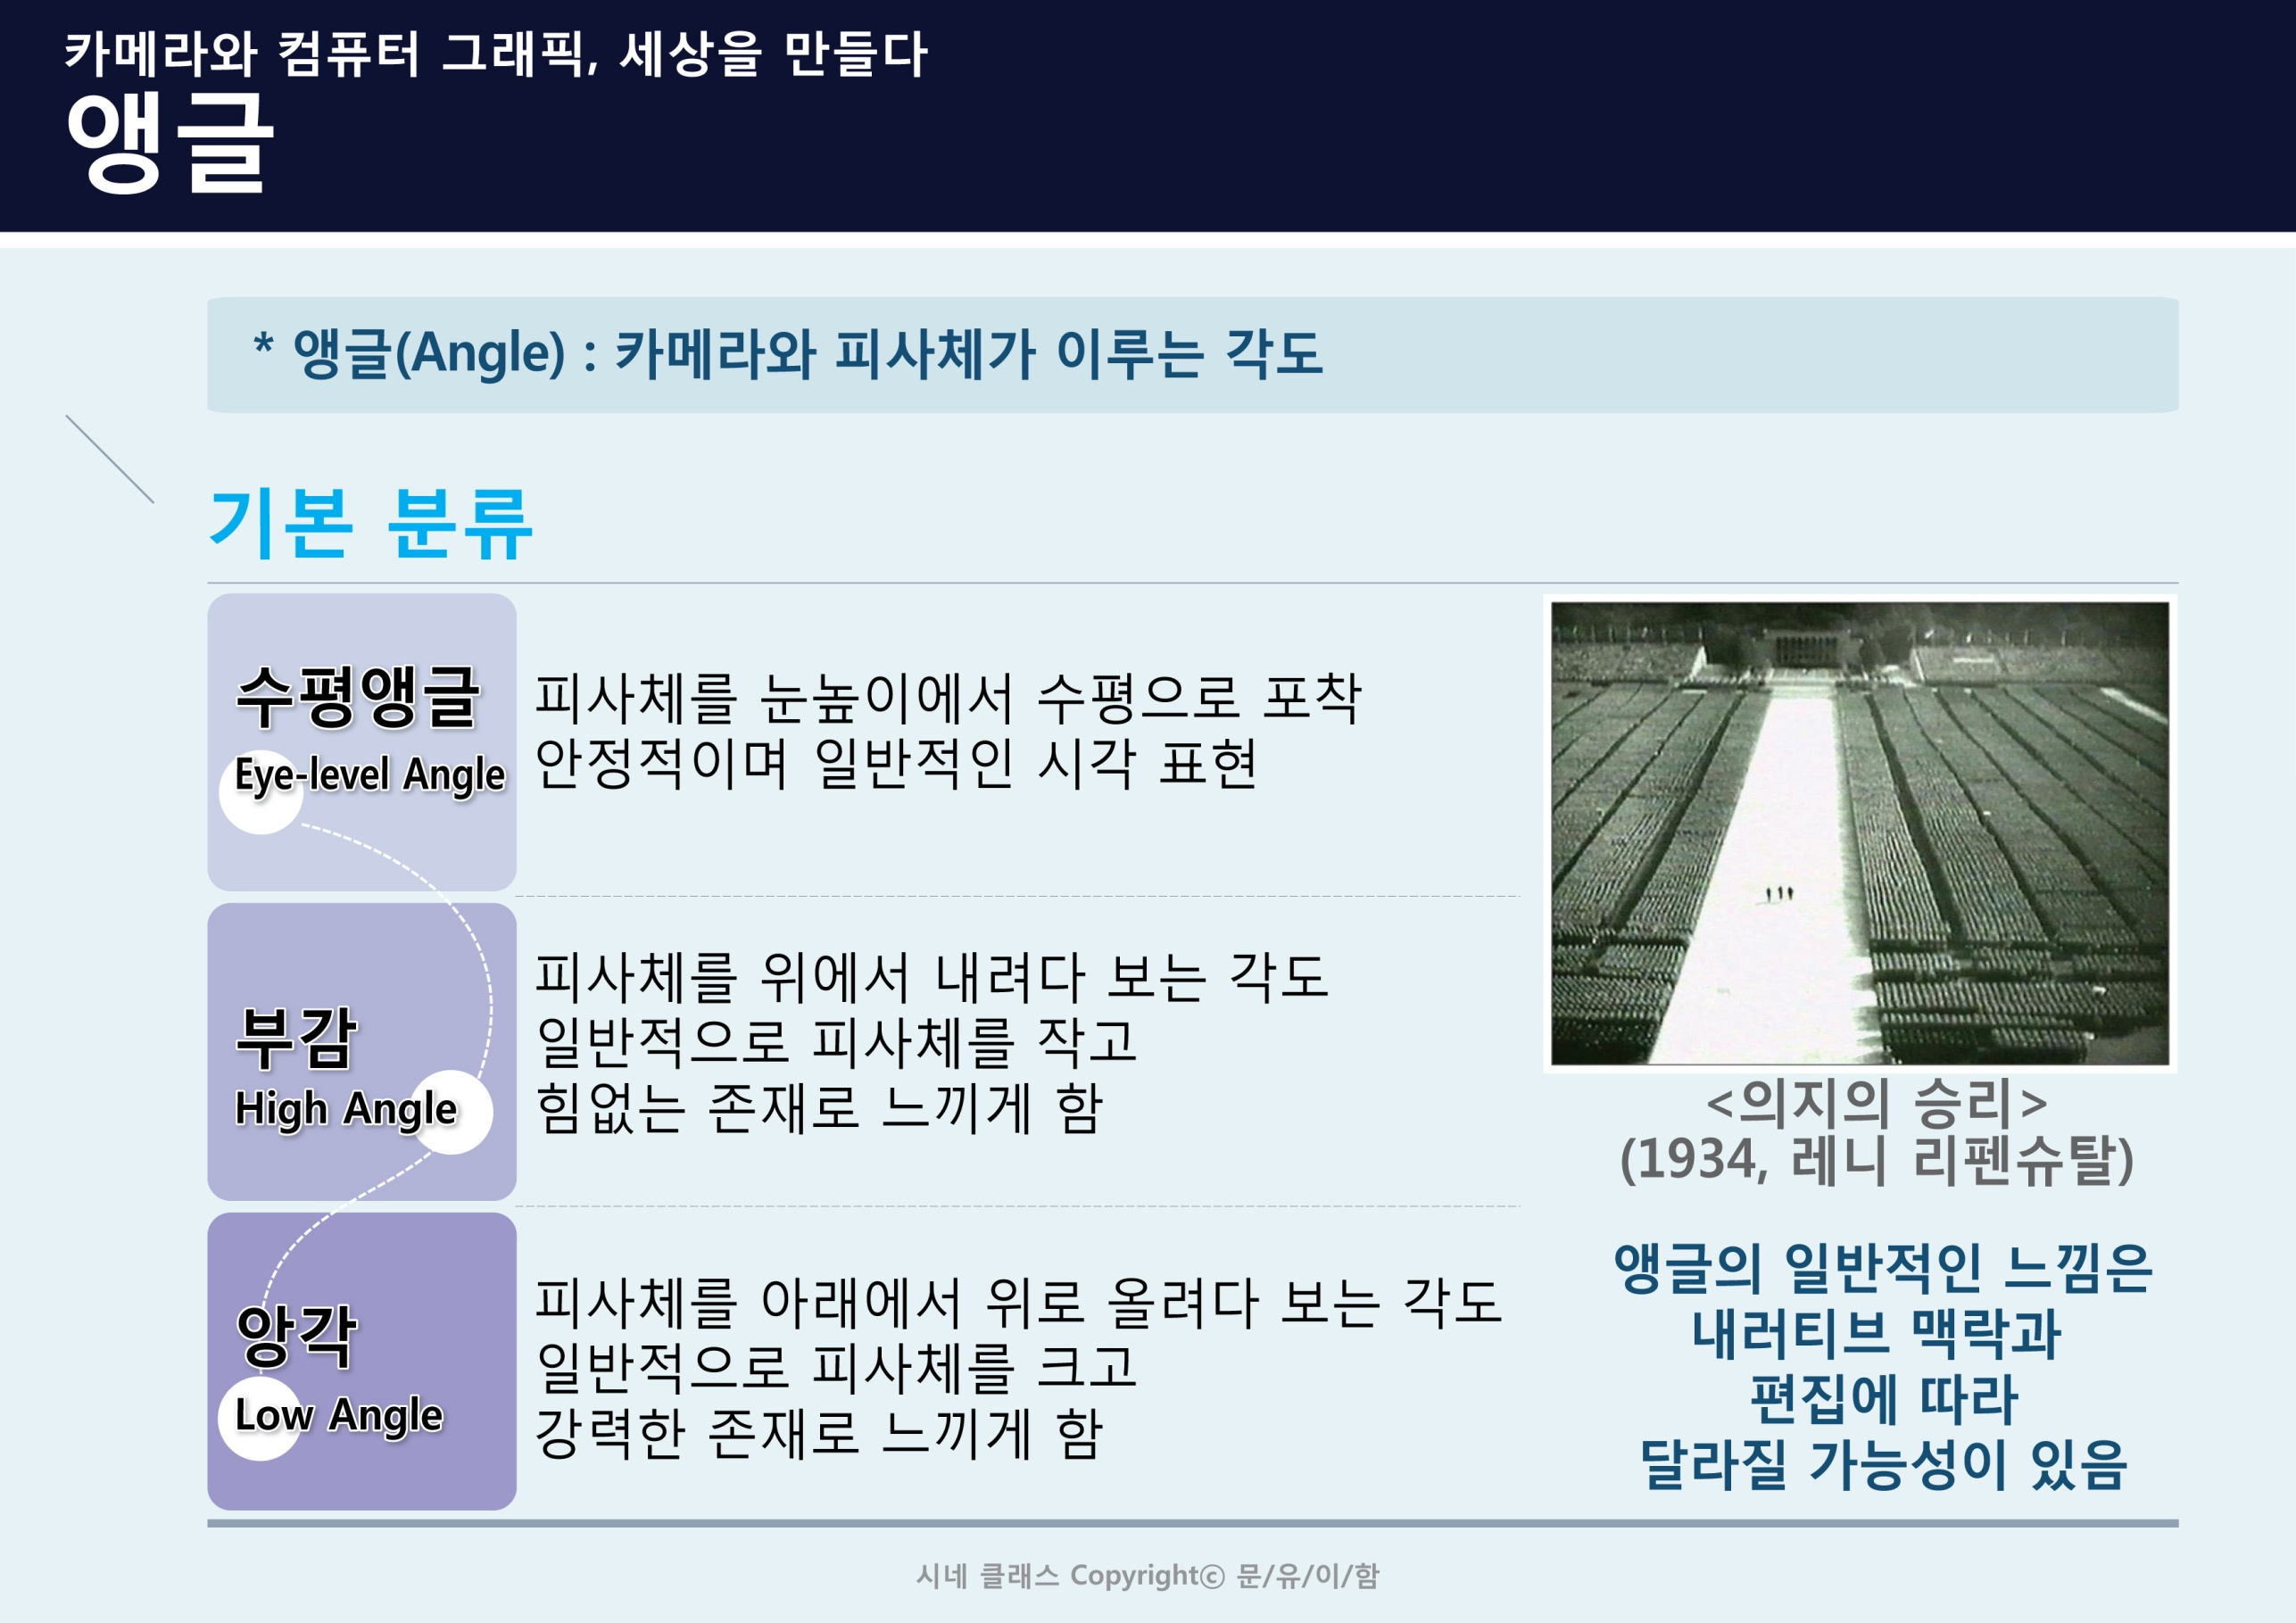 카메라와 컴퓨터 그래픽, 세상을 만들다
앵글
* 앵글(Angle) : 카메라와 피사체가 이루는 각도
기본 분류
수평앵글
Eye-level Angle
피사체를 눈높이에서 수평으로 포착
안정적이며 일반적인 시각 표현
부감
High Angle
피사체를 위에서 내려다 보는 각도
일반적으로 피사체를 작고
힘없는 존재로 느끼게 함
앙각
Low Angle
피사체를 아래에서 위로 올려다 보는 각도
일반적으로 피사체를 크고
강력한 존재로 느끼게 함
<의지의 승리>
(1934, 레니 리펜슈탈)
앵글의 일반적인 느낌은
내러티브 맥락과
편집에 따라
달라질 가능성이 있음
시네 클래스 Copyright© 문/유/이/함